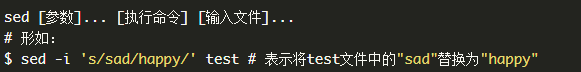 sed [参数]... [执行命令] [输入文件]...
# 形如:
$ sed -i 's/sad/happy/' test # 表示将test文件中的"sad"替换为"happy"